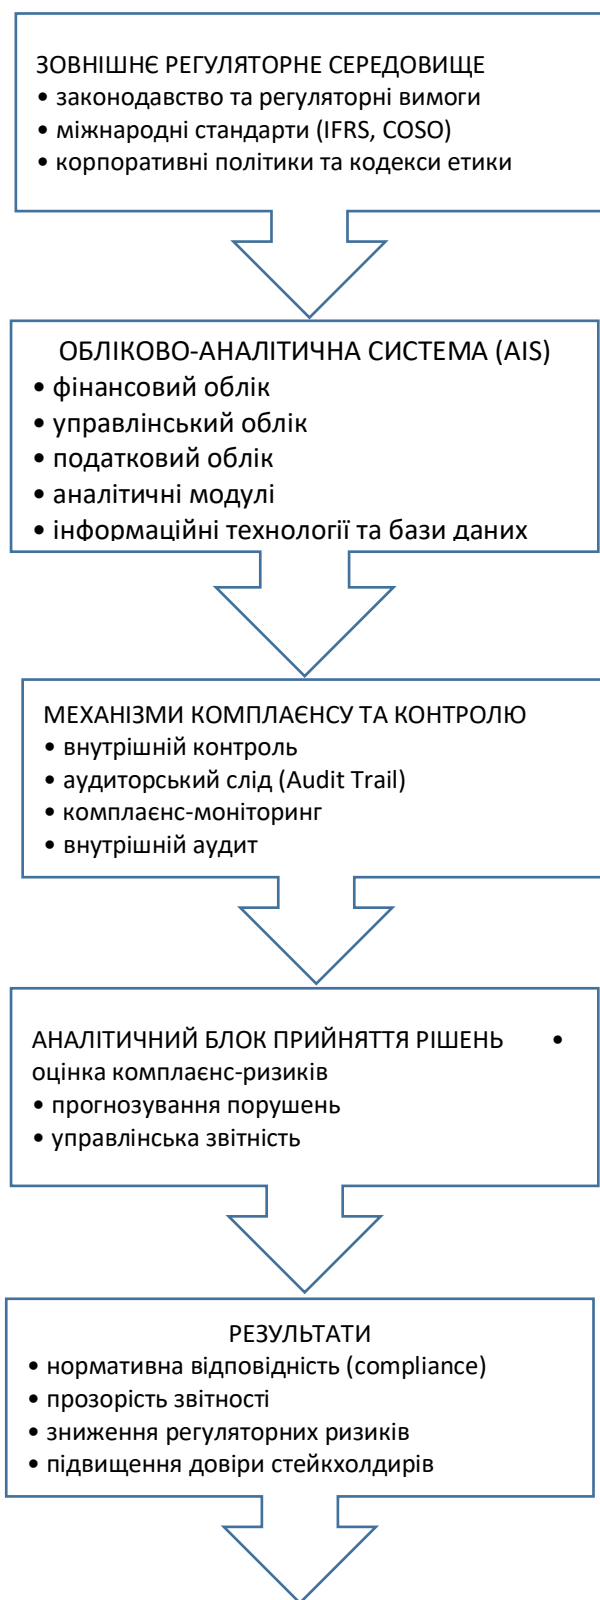 ЗОВНІШНЄ РЕГУЛЯТОРНЕ СЕРЕДОВИЩЕ
• законодавство та регуляторні вимоги
• міжнародні стандарти (IFRS, COSO)
• корпоративні політики та кодекси етики
ОБЛІКОВО-АНАЛІТИЧНА СИСТЕМА (AIS)
• фінансовий облік
• управлінський облік
• податковий облік
• аналітичні модулі
• інформаційні технології та бази даних
МЕХАНІЗМИ КОМПЛАЄНСУ ТА КОНТРОЛЮ
• внутрішній контроль
• аудиторський слід (Audit Trail)
• комплаєнс-моніторинг
• внутрішній аудит
АНАЛІТИЧНИЙ БЛОК ПРИЙНЯТТЯ РІШЕНЬ •
оцінка комплаєнс-ризиків
• прогнозування порушень
• управлінська звітність
РЕЗУЛЬТАТИ
• нормативна відповідність (compliance)
• прозорість звітності
• зниження регуляторних ризиків
• підвищення довіри стейкхолдирів